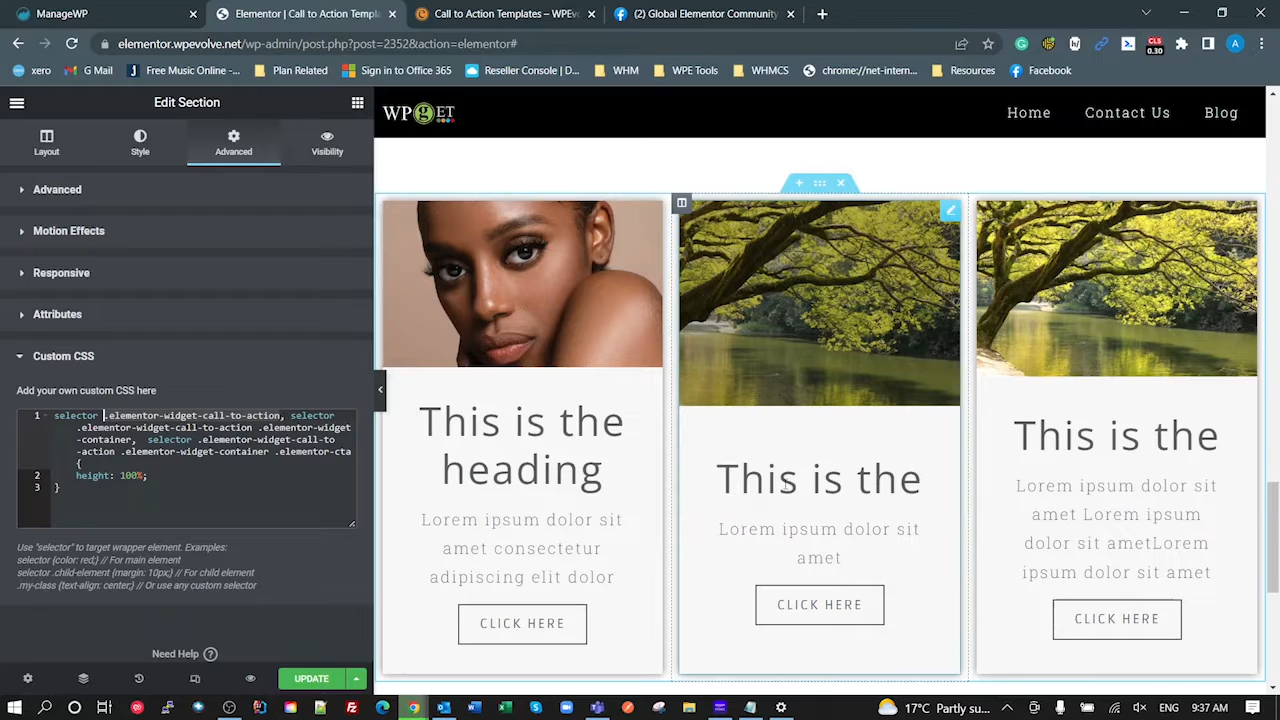 ManageWP
Elementor | Call To Action Templ
Call To Action Templates – WPEvo
(2) Global Elementor Community
elementor.wpevolve.net/wp-admin/post.php?post=2352&action=elementor#
CLS
0.30
A
xero
G Mail
Free Music Online -...
Plan Related
Sign in to Office 365
Reseller Console | D...
WHM
WPE Tools
WHMCS
chrome://net-intern...
Resources
Facebook
Edit Section
WP g ET
Home
Contact Us
Blog
Layout
Style
Advanced
Visibility
Advanced
Motion Effects
Responsive
Attributes
Custom CSS
Add your own custom CSS here
1 selector .elementor-widget-call-to-action, selector
.elementor-widget-call-to-action .elementor-widget
-container, selector .elementor-widget-call-to
-action .elementor-widget-container .elementor-cta
{
2 height: 100%;
3 }
Use "selector" to target wrapper element. Examples:
selector {color: red;} // For main element
selector .child-element {margin: 10px;} // For child element
.my-class {text-align: center;} // Or use any custom selector
Need Help
UPDATE
This is the
heading
Lorem ipsum dolor sit
amet consectetur
adipiscing elit dolor
CLICK HERE
This is the
Lorem ipsum dolor sit
amet
CLICK HERE
This is the
Lorem ipsum dolor sit
amet Lorem ipsum
dolor sit ametLorem
ipsum dolor sit amet
CLICK HERE
17°C Partly su...
ENG
9:37 AM